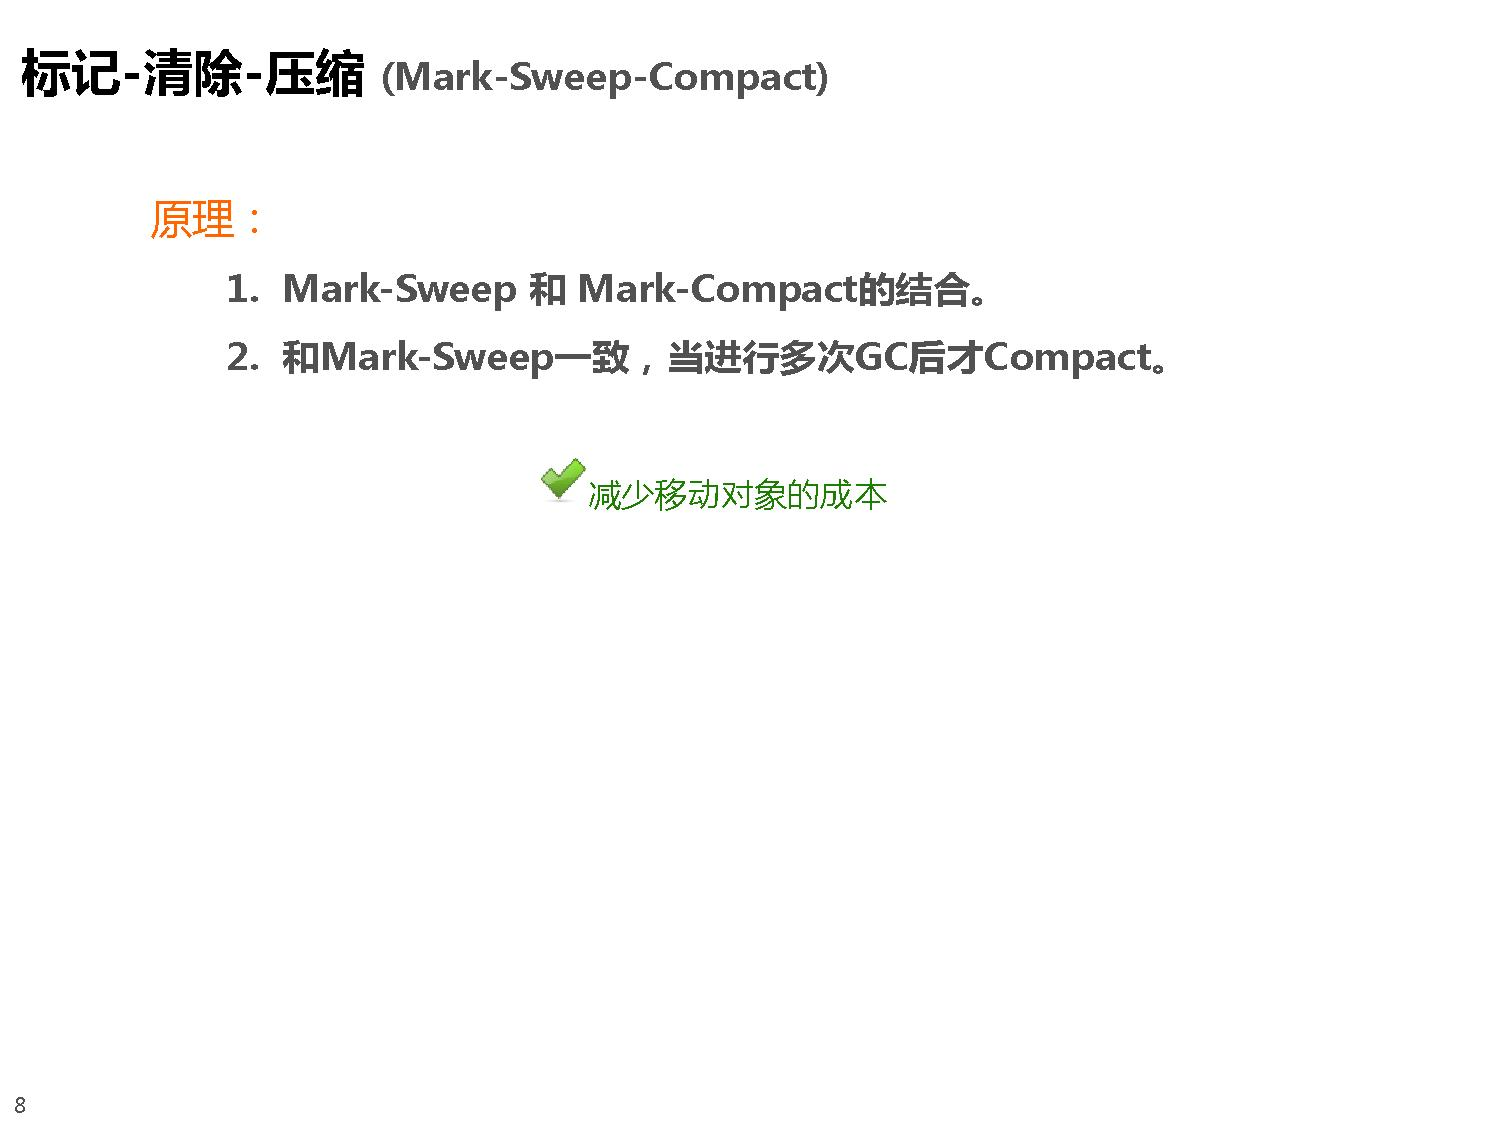 标记-清除-压缩 (Mark-Sweep-Compact)
原理：
1. Mark-Sweep 和 Mark-Compact的结合。
2. 和Mark-Sweep一致，当进行多次GC后才Compact。
减少移动对象的成本
8